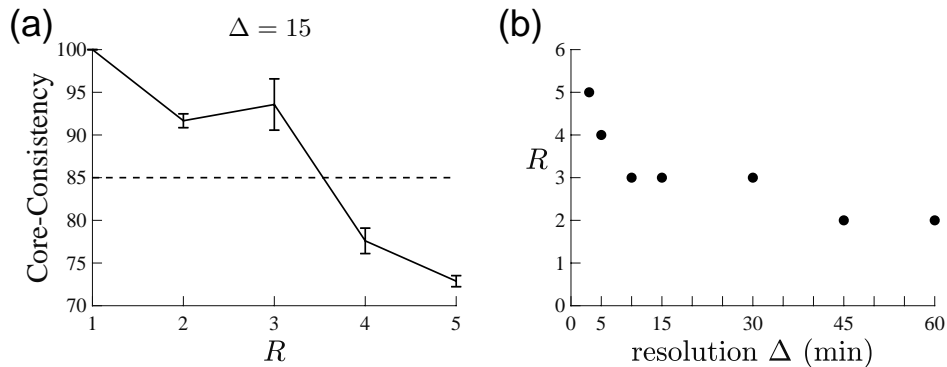 (a)
Δ = 15
Core-Consistency
100
95
90
85
80
75
70
1 2 3 4 5
R
(b)
R
6
5
4
3
2
1
0
0 5 15 30 45 60
resolution Δ (min)